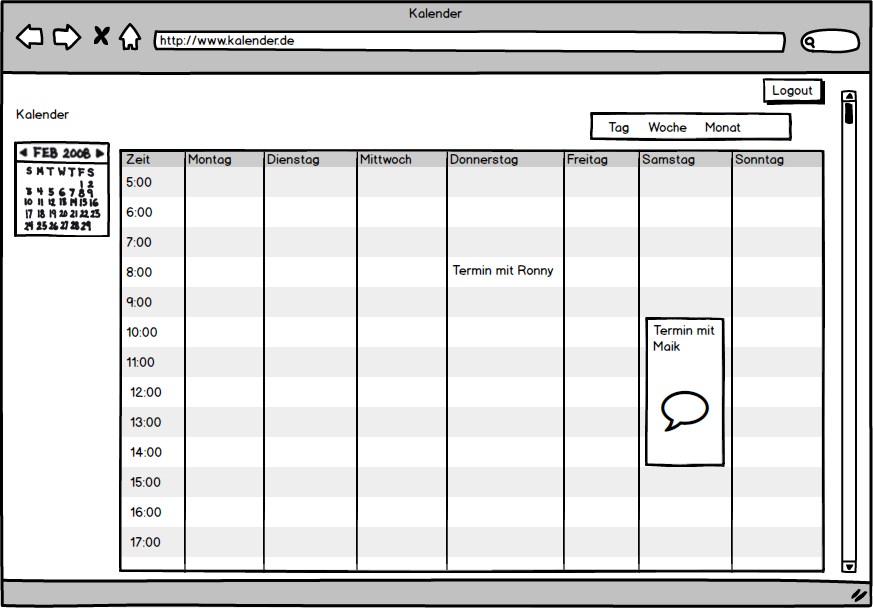 Kalender
http://www.kalender.de
Logout
Kalender
Tag Woche Monat
FEB 2008
S M T W T F S
1 2
3 4 5 6 7 8 9
10 11 12 13 14 15 16
17 18 19 20 21 22 23
24 25 26 27 28 29
Zeit Montag Dienstag Mittwoch Donnerstag Freitag Samstag Sonntag
5:00
6:00
7:00
8:00 Termin mit Ronny
9:00
10:00 Termin mit
Maik
11:00
12:00
13:00
14:00
15:00
16:00
17:00